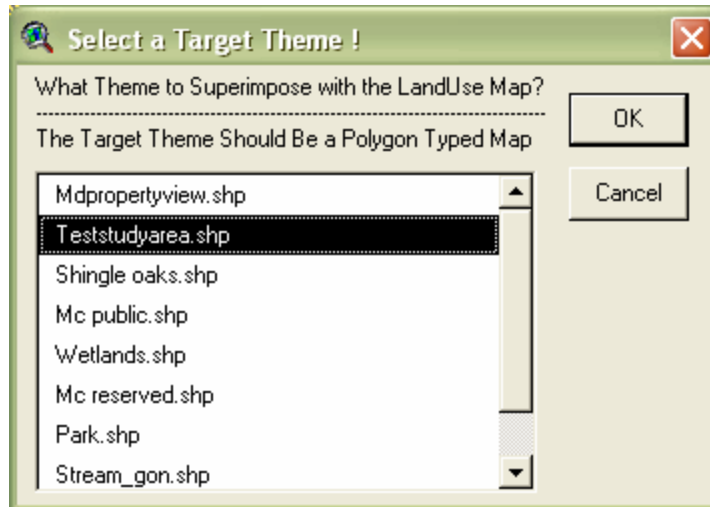 Select a Target Theme !
What Theme to Superimpose with the LandUse Map?
The Target Theme Should Be a Polygon Typed Map
OK
Cancel
Mdpropertyview.shp
Teststudyarea.shp
Shingle oaks.shp
Mc public.shp
Wetlands.shp
Mc reserved.shp
Park.shp
Stream_gon.shp